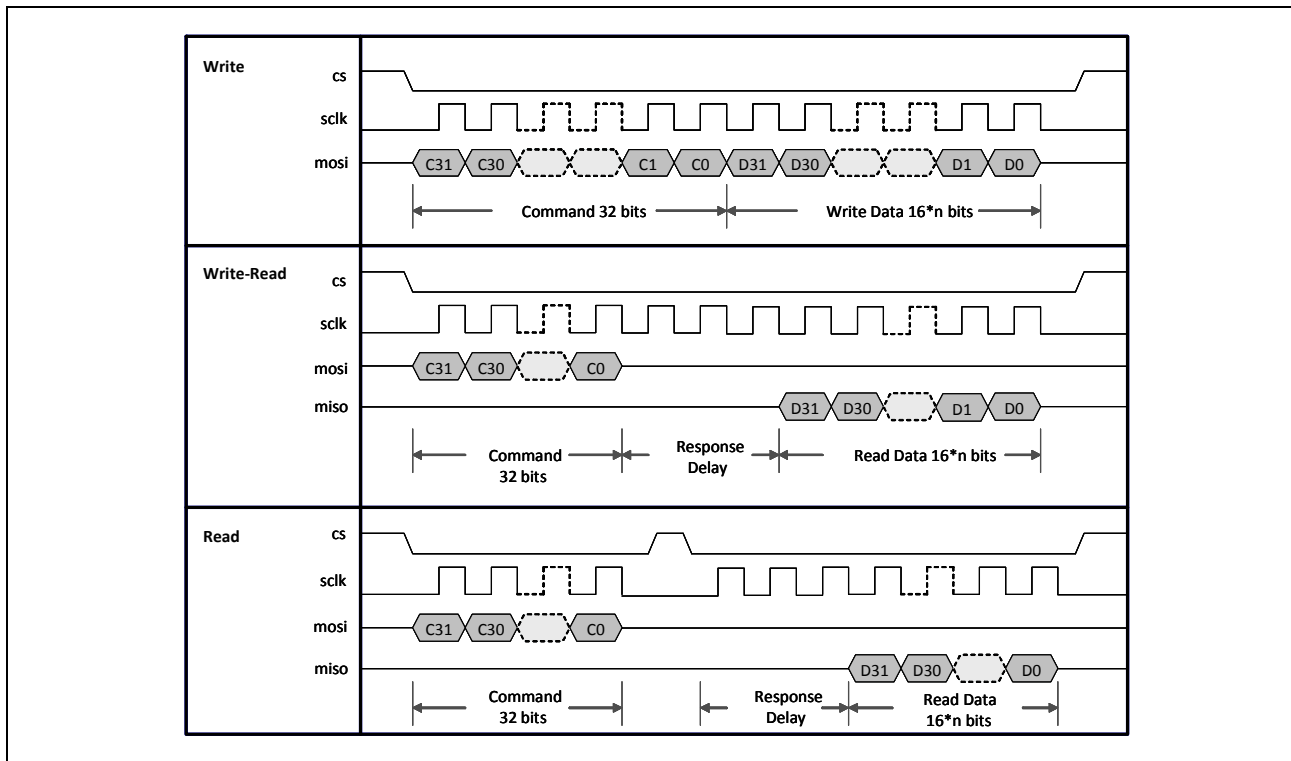 Write
cs
sclk
mosi
C31 C30 C1 C0 D31 D30 D1 D0
Command 32 bits
Write Data 16*n bits
Write-Read
cs
sclk
mosi
C31 C30 C0
miso
D31 D30 D1 D0
Command
32 bits
Response
Delay
Read Data 16*n bits
Read
cs
sclk
mosi
C31 C30 C0
miso
D31 D30 D0
Command
32 bits
Response
Delay
Read Data
16*n bits